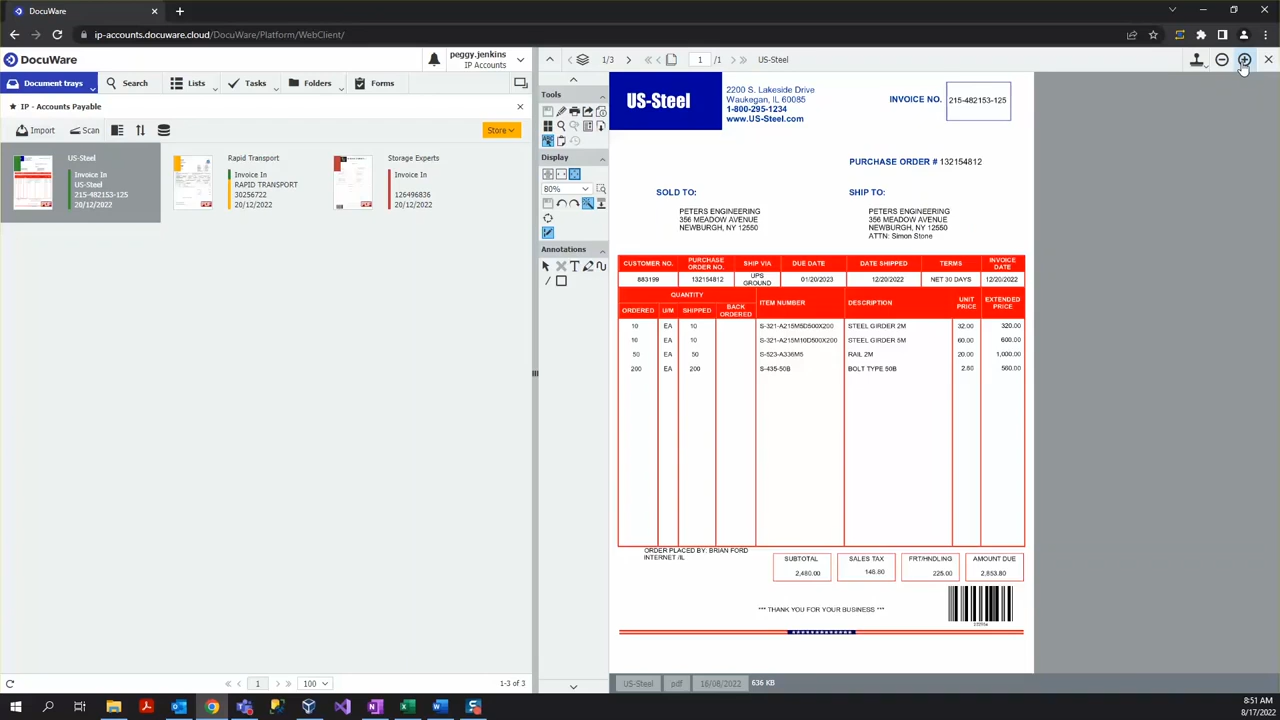 DocuWare
ip-accounts.docuware.cloud/DocuWare/Platform/WebClient/
DocuWare
peggy.jenkins
IP Accounts
Document trays
Search
Lists
Tasks
Folders
Forms
IP - Accounts Payable
Import
Scan
Store
US-Steel
Invoice In
US-Steel
215-482153-125
20/12/2022
Rapid Transport
Invoice In
RAPID TRANSPORT
30256722
20/12/2022
Storage Experts
Invoice In
126496836
20/12/2022
1
100
1-3 of 3
1/3
1
/1
US-Steel
Tools
Display
80%
Annotations
US-Steel
2200 S. Lakeside Drive
Waukegan, IL 60085
1-800-295-1234
www.US-Steel.com
INVOICE NO.
215-482153-125
PURCHASE ORDER # 132154812
SOLD TO:
PETERS ENGINEERING
356 MEADOW AVENUE
NEWBURGH, NY 12550
SHIP TO:
PETERS ENGINEERING
356 MEADOW AVENUE
NEWBURGH, NY 12550
ATTN: Simon Stone
CUSTOMER NO. PURCHASE ORDER NO. SHIP VIA DUE DATE DATE SHIPPED TERMS INVOICE DATE
883199 132154812 UPS GROUND 01/20/2023 12/20/2022 NET 30 DAYS 12/20/2022
QUANTITY
ORDERED U/M SHIPPED BACK ORDERED ITEM NUMBER DESCRIPTION UNIT PRICE EXTENDED PRICE
10 EA 10 S-321-A215M5D500X200 STEEL GIRDER 2M 32.00 320.00
10 EA 10 S-321-A215M10D500X200 STEEL GIRDER 5M 60.00 600.00
50 EA 50 S-523-A336M5 RAIL 2M 20.00 1,000.00
200 EA 200 S-435-50B BOLT TYPE 50B 2.80 560.00
ORDER PLACED BY: BRIAN FORD
INTERNET /IL
SUBTOTAL
2,480.00
SALES TAX
148.80
FRT/HNDLING
225.00
AMOUNT DUE
2,853.80
*** THANK YOU FOR YOUR BUSINESS ***
US-Steel
pdf
16/08/2022
636 KB
8:51 AM
8/17/2022